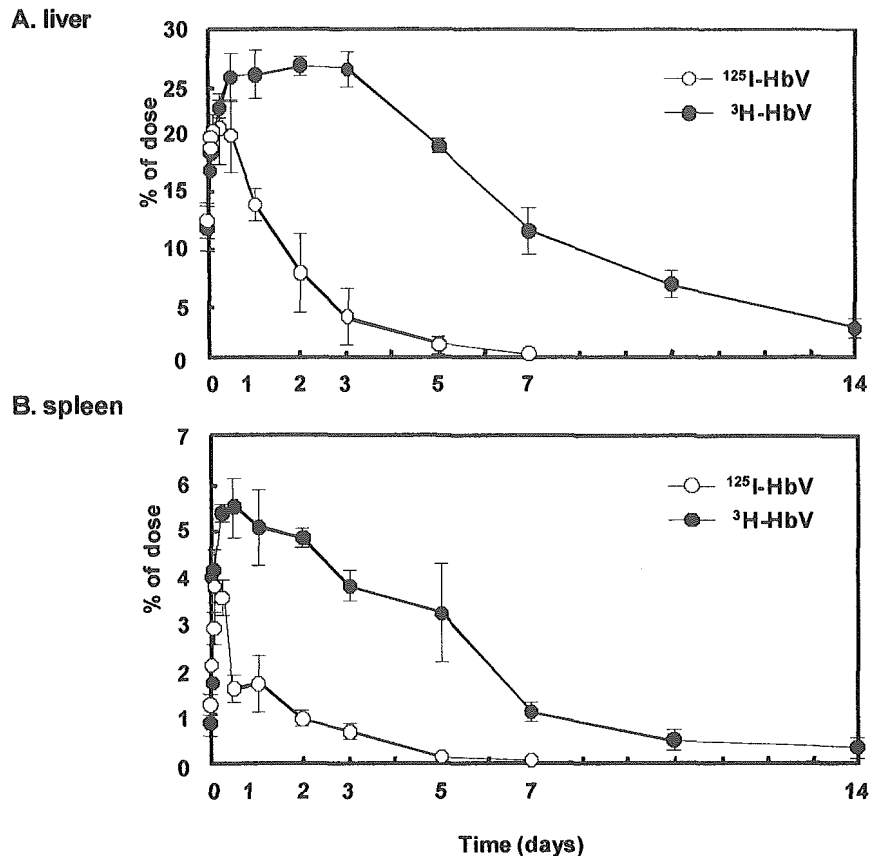 A. liver
30
25
20
15
10
5
0
% of dose
¹²⁵I-HbV
³H-HbV
0 1 2 3 5 7 14
B. spleen
7
6
5
4
3
2
1
0
% of dose
¹²⁵I-HbV
³H-HbV
0 1 2 3 5 7 14
Time (days)